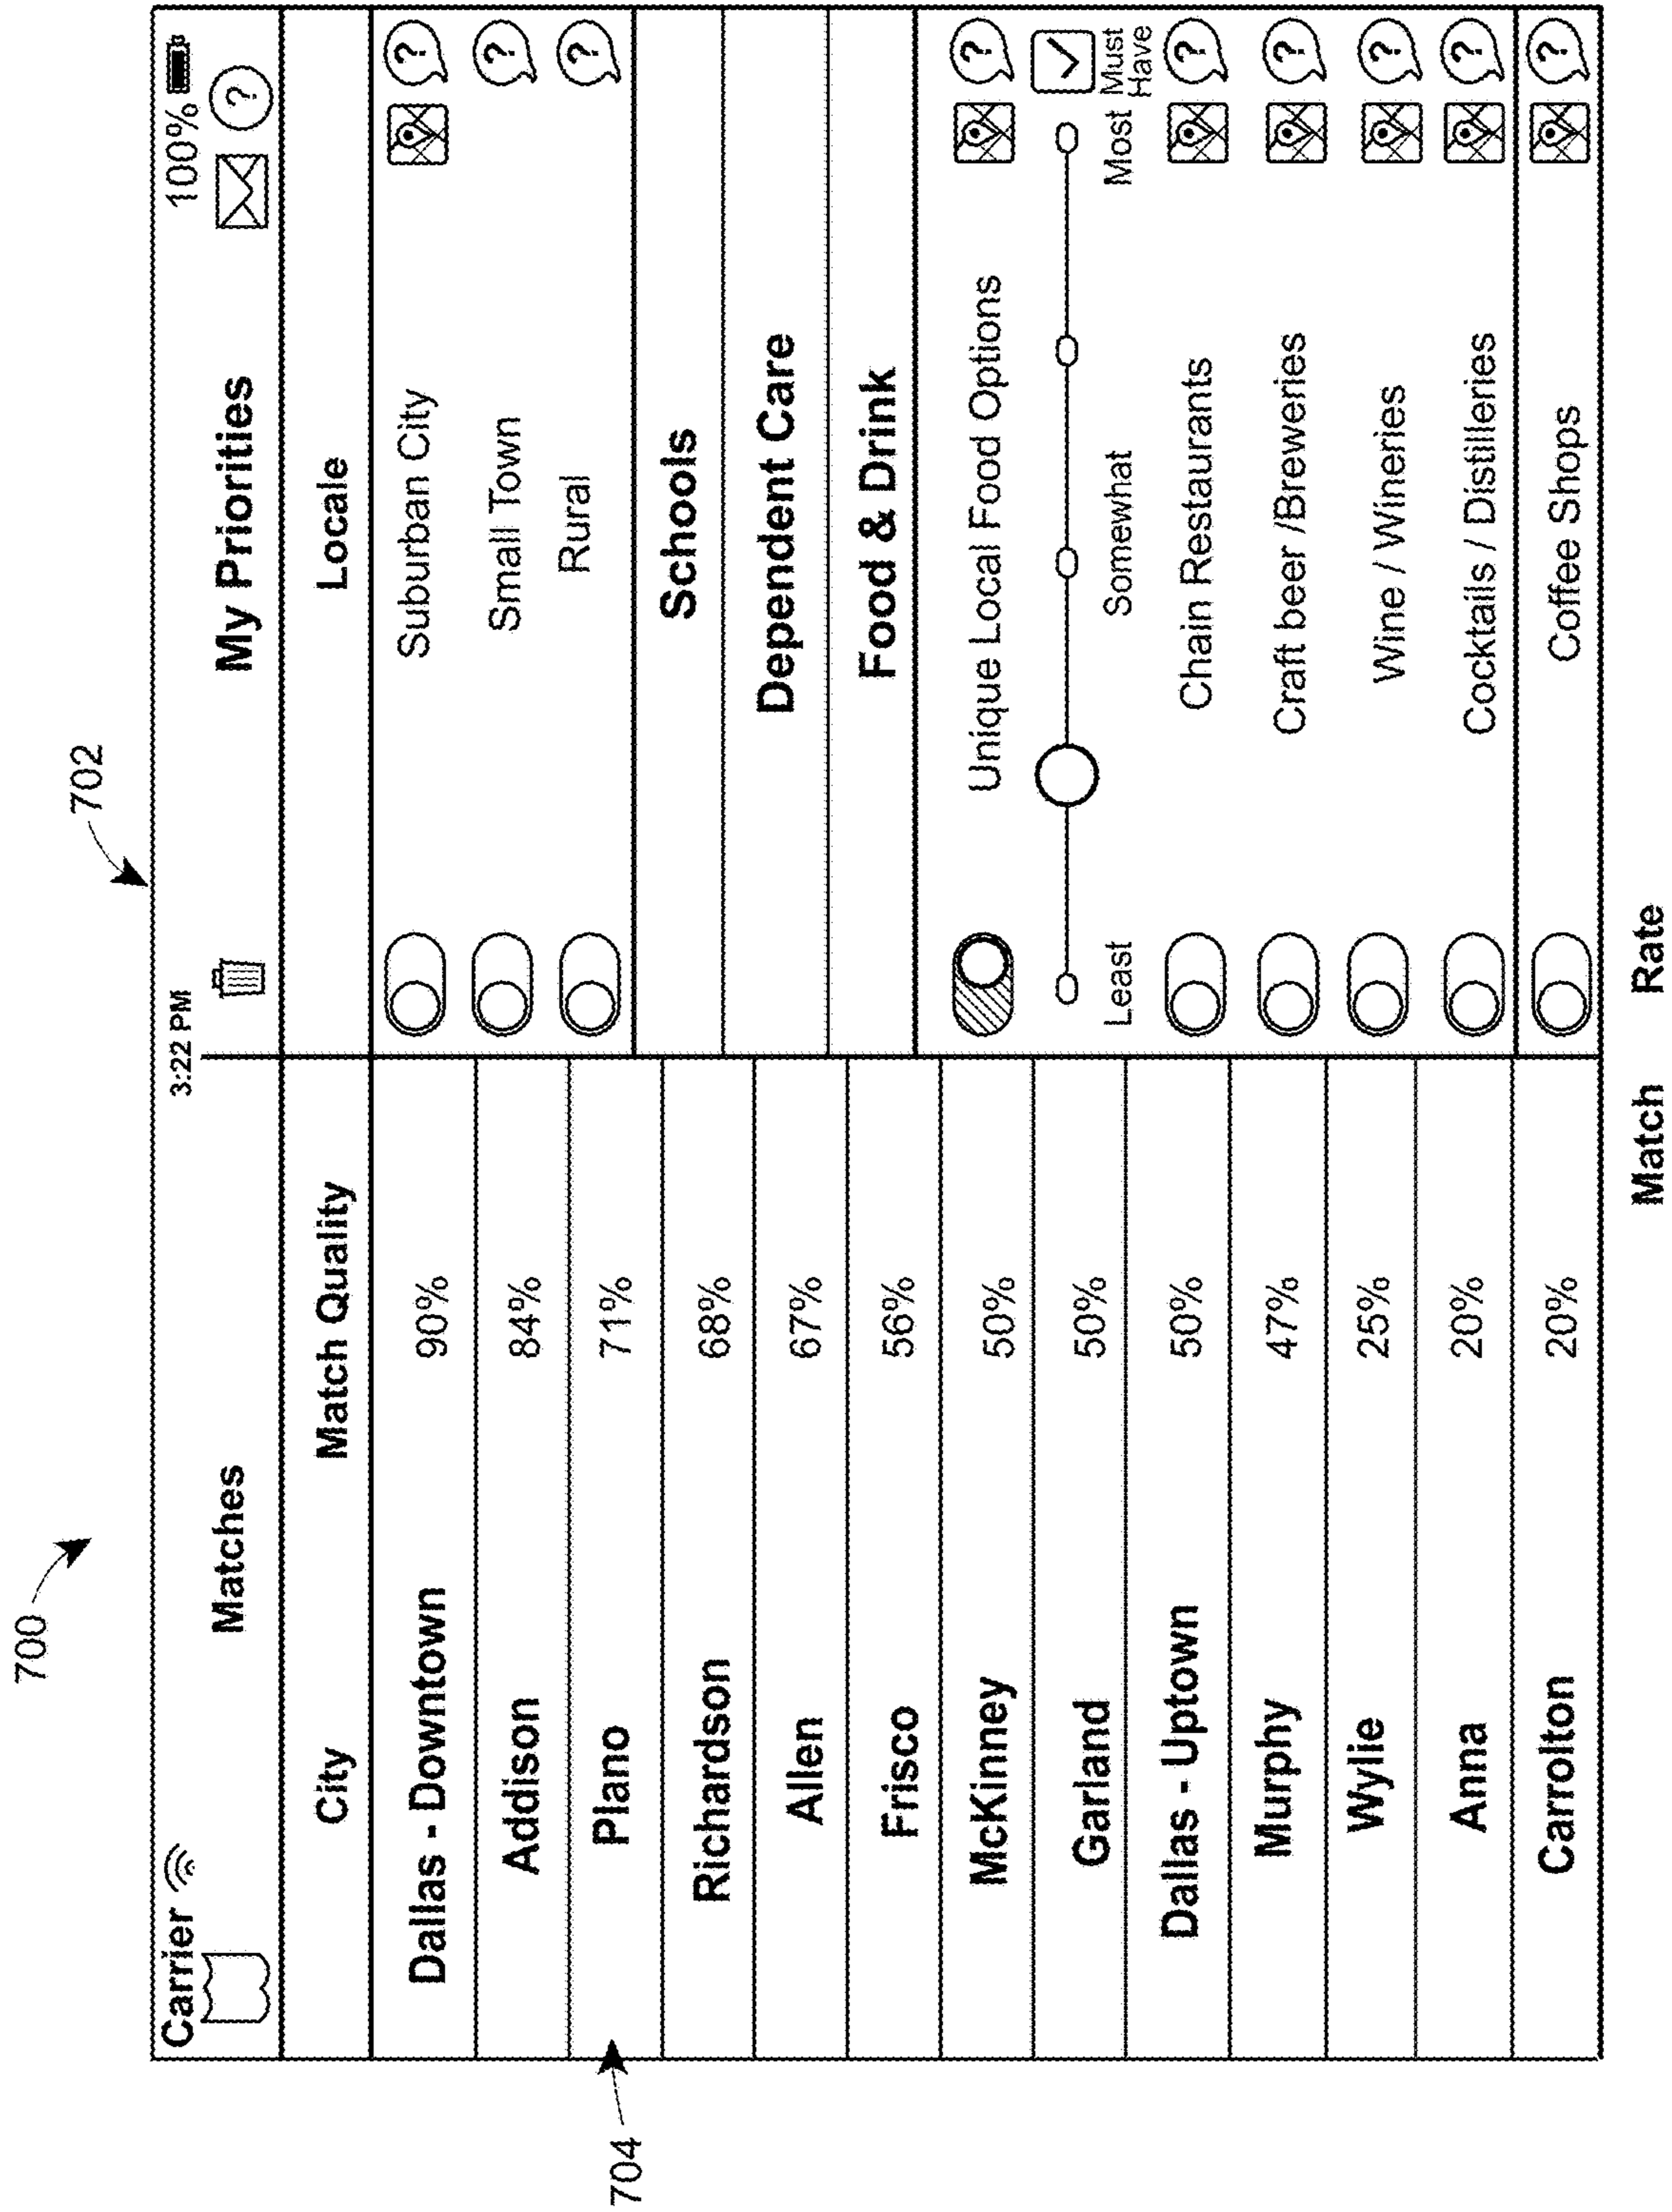 700
702
704
Carrier 3:22 PM 100%
Matches
City Match Quality
Dallas - Downtown 90%
Addison 84%
Plano 71%
Richardson 68%
Allen 67%
Frisco 56%
McKinney 50%
Garland 50%
Dallas - Uptown 50%
Murphy 47%
Wylie 25%
Anna 20%
Carrolton 20%
My Priorities ?
Locale
Suburban City ?
Small Town ?
Rural ?
Schools
Dependent Care
Food & Drink
Unique Local Food Options ?
Least Somewhat Most Must
Have
Chain Restaurants ?
Craft beer /Breweries ?
Wine / Wineries ?
Cocktails / Distilleries ?
Coffee Shops ?
Match Rate